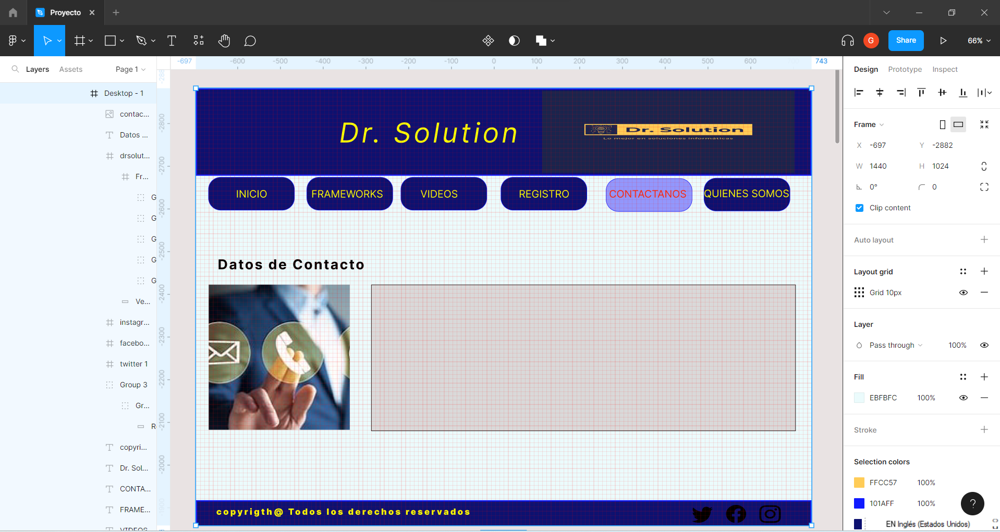 Proyecto
Share
G
66%
Layers
Assets
Page 1
-697
-600
-500
-400
-300
-200
-100
0
100
200
300
400
500
600
743
Design
Prototype
Inspect
Desktop - 1
contac...
Datos ...
drsolut...
Fr...
G
G
G
G
G
Ve...
instagr...
facebo...
twitter 1
Group 3
Gr...
copyri...
Dr. Sol...
CONTA...
FRAME...
VIDEOS
-2800
-2700
-2600
-2500
-2400
-2300
-2200
-2100
-2000
-1900
Dr. Solution
Dr. Solution
Lo mejor en soluciones informáticas
INICIO
FRAMEWORKS
VIDEOS
REGISTRO
CONTACTANOS
QUIENES SOMOS
Datos de Contacto
copyrigth@ Todos los derechos reservados
Frame
X -697
Y -2882
W 1440
H 1024
0°
0
Clip content
Auto layout
Layout grid
Grid 10px
Layer
Pass through
100%
Fill
EBFBFC
100%
Stroke
Selection colors
FFCC57
100%
101AFF
100%
?
EN Inglés (Estados Unidos)